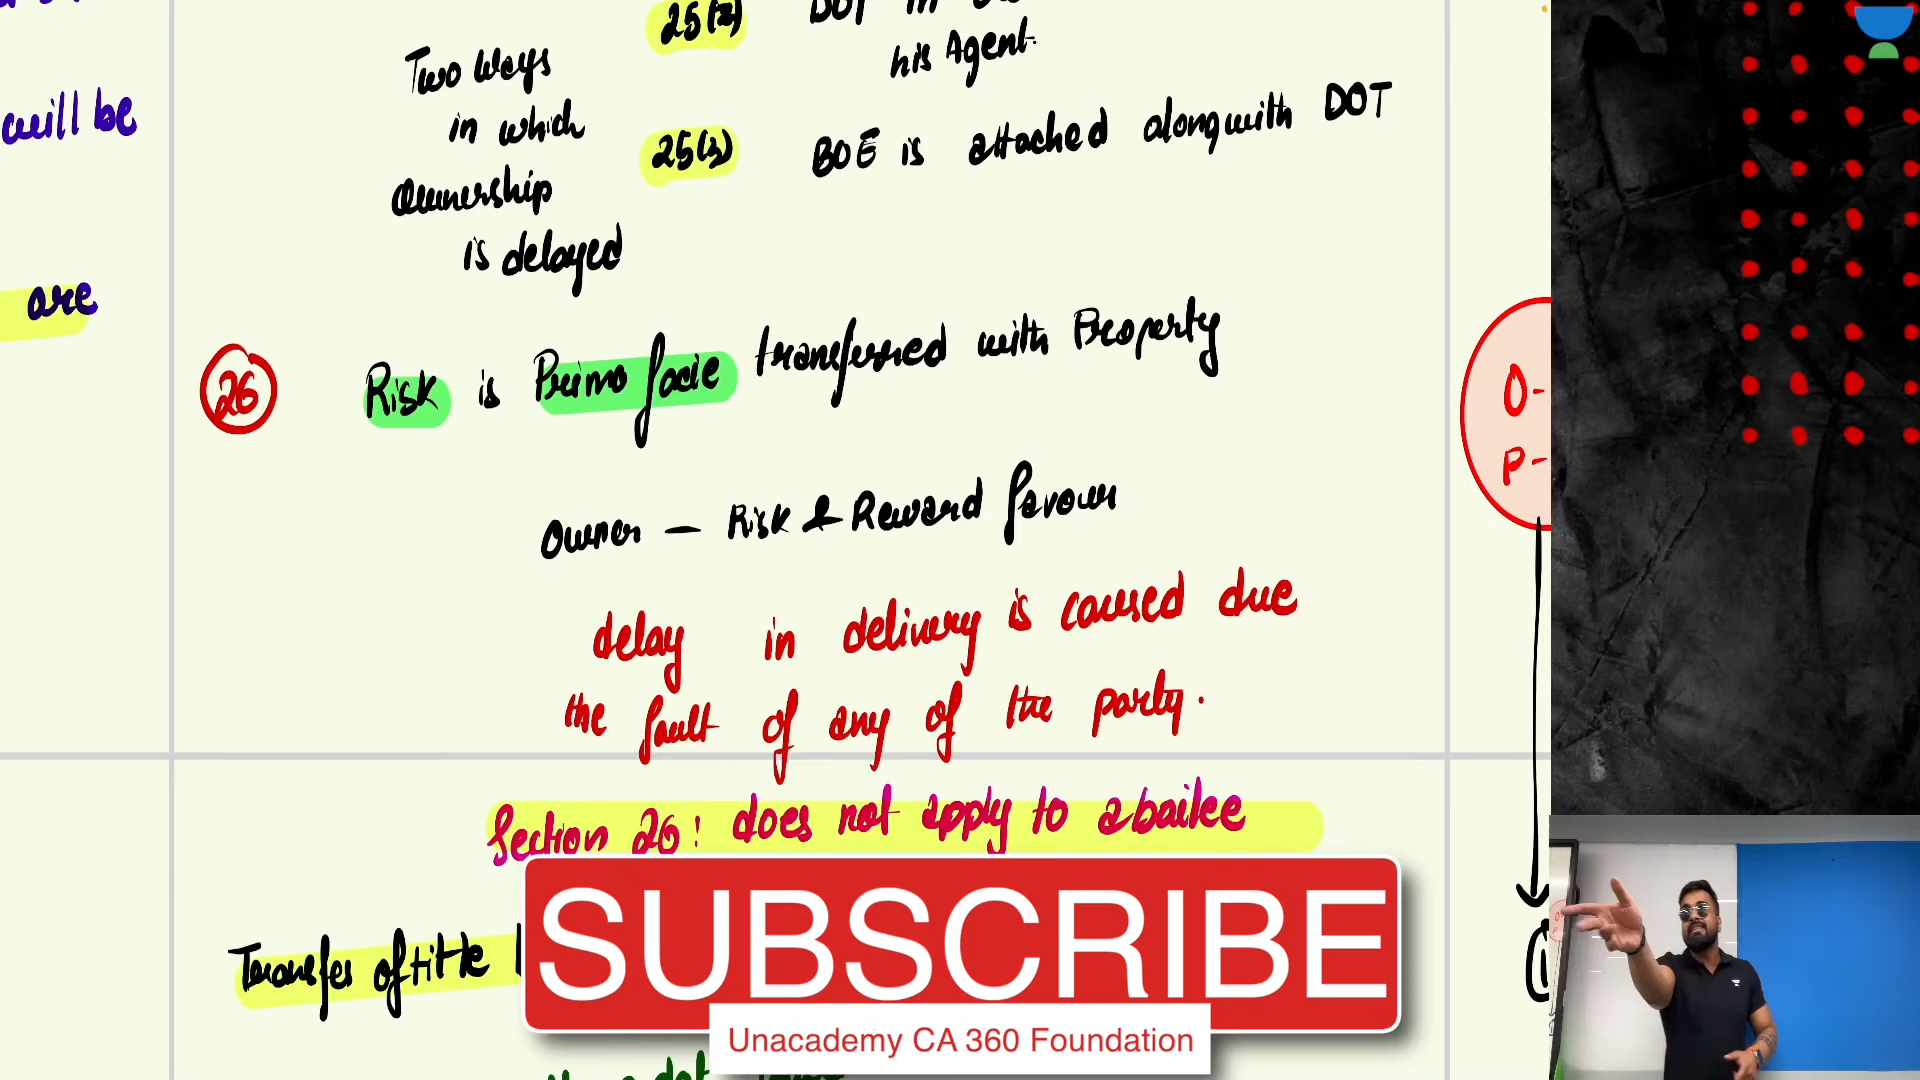 25(2) DOT in
his Agent.
Two Ways
in which
Ownership
is delayed
will be
25(3) BOE is attached alongwith DOT
are
26 Risk is Prima facie transferred with Property
O-
P-
Owner — Risk & Reward favour
delay in delivery is caused due
the fault of any of the party.
Section 26: does not apply to a bailee
Transfer of title
SUBSCRIBE
Unacademy CA 360 Foundation